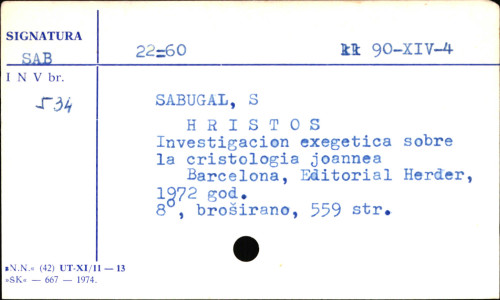 SIGNATURA
SAB
22=60
90-XIV-4
I N V br.
534
SABUGAL, S
H R I S T O S
Investigacion exegetica sobre
la cristologia joannea
Barcelona, Editorial Herder,
1972 god.
8°, broširano, 559 str.
»N.N.« (42) UT-XI/11 — 13
»SK« — 667 — 1974.